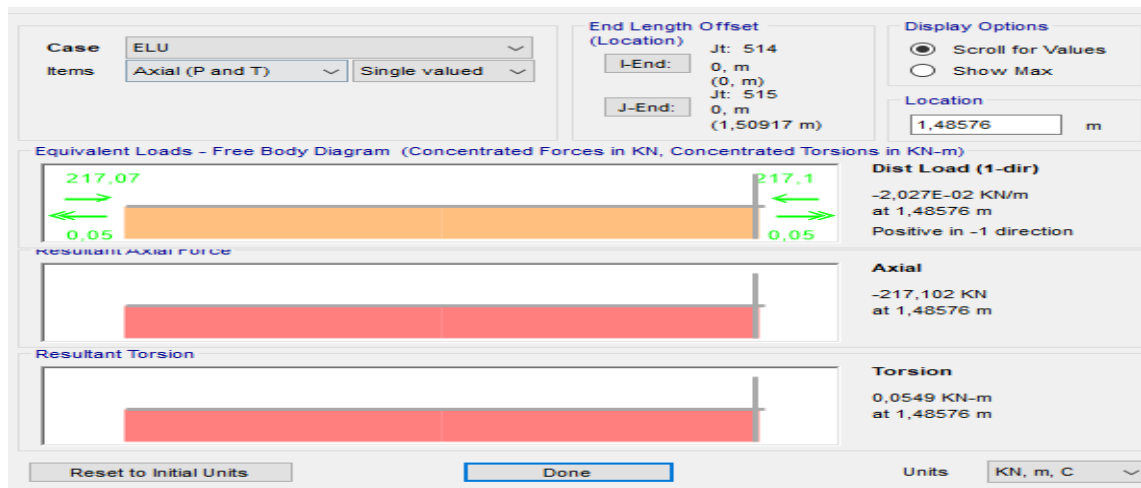 Case ELU
Items Axial (P and T) Single valued
End Length Offset
(Location)
Jt: 514
I-End: 0, m
(0, m)
Jt: 515
J-End: 0, m
(1,50917 m)
Display Options
Scroll for Values
Show Max
Location
1,48576 m
Equivalent Loads - Free Body Diagram (Concentrated Forces in KN, Concentrated Torsions in KN-m)
217,07 217,1
0,05 0,05
Dist Load (1-dir)
-2,027E-02 KN/m
at 1,48576 m
Positive in -1 direction
Resultant Axial Force
Axial
-217,102 KN
at 1,48576 m
Resultant Torsion
Torsion
0,0549 KN-m
at 1,48576 m
Reset to Initial Units Done Units KN, m, C